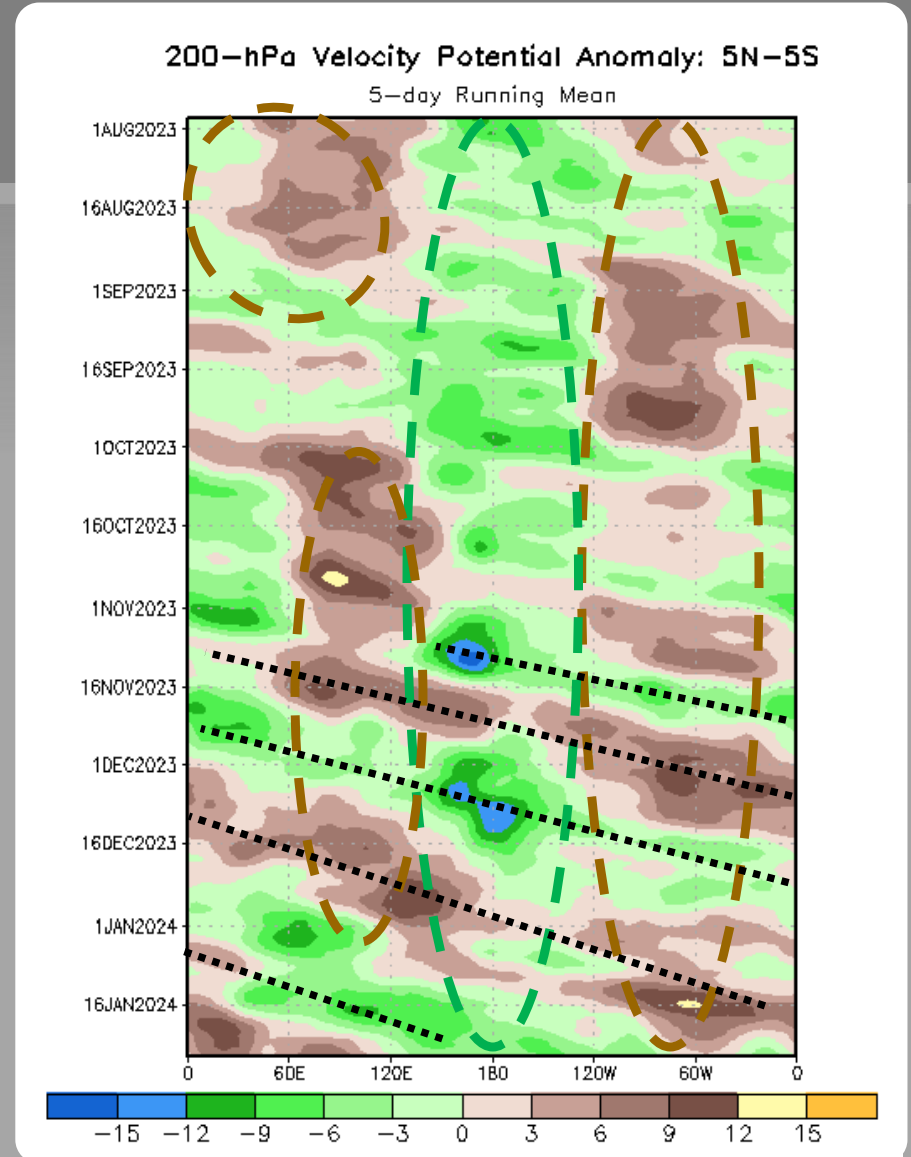 200-hPa Velocity Potential Anomaly: 5N-5S
5-day Running Mean
1AUG2023
16AUG2023
1SEP2023
16SEP2023
1OCT2023
16OCT2023
1NOV2023
16NOV2023
1DEC2023
16DEC2023
1JAN2024
16JAN2024
0 60E 120E 180 120W 60W 0
-15 -12 -9 -6 -3 0 3 6 9 12 15